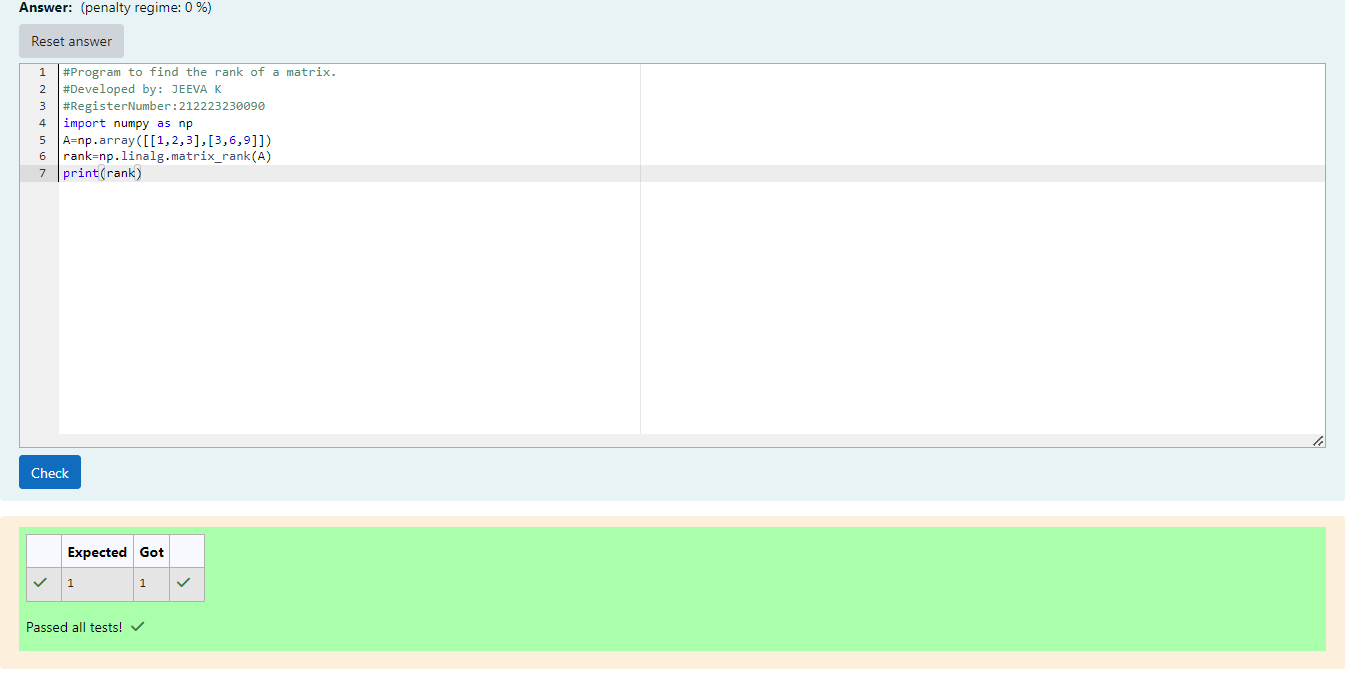 Answer: (penalty regime: 0 %)
Reset answer
1 #Program to find the rank of a matrix.
2 #Developed by: JEEVA K
3 #RegisterNumber:212223230090
4 import numpy as np
5 A=np.array([[1,2,3],[3,6,9]])
6 rank=np.linalg.matrix_rank(A)
7 print(rank)
Check
Expected Got
1 1
Passed all tests!